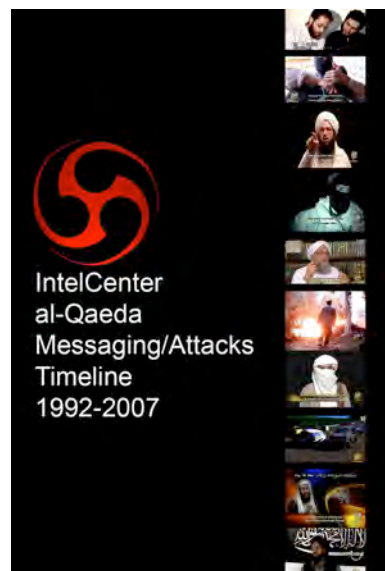 IntelCenter
al-Qaeda
Messaging/Attacks
Timeline
1992-2007